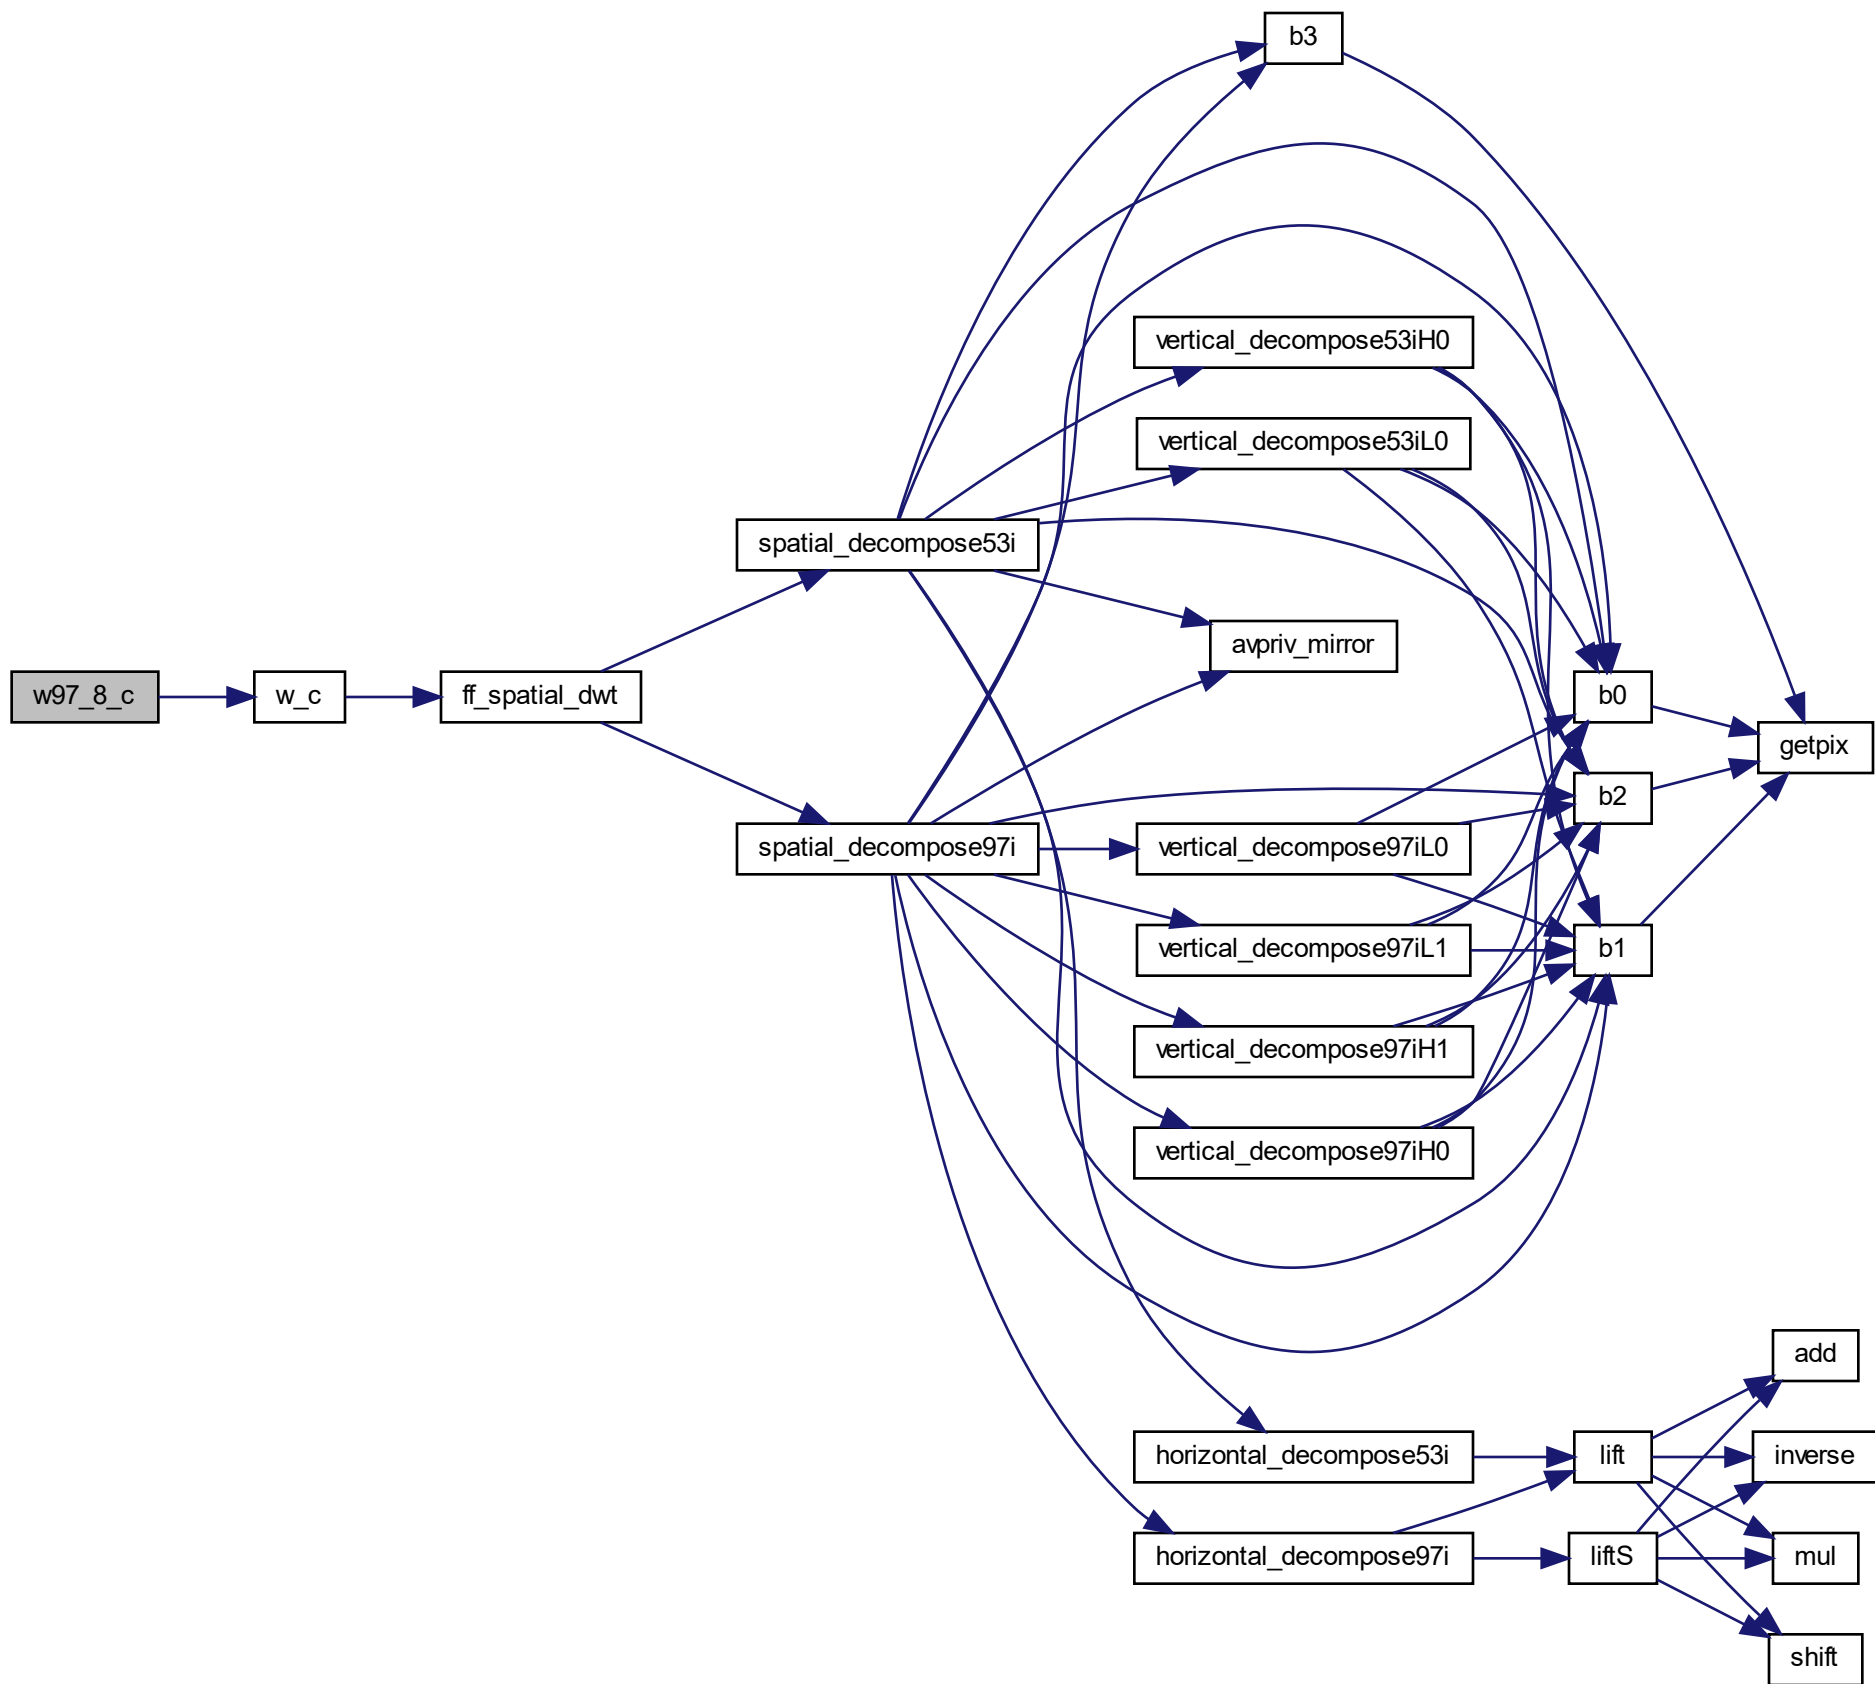 b3
vertical_decompose53iH0
vertical_decompose53iL0
spatial_decompose53i
avpriv_mirror
w97_8_c
w_c
ff_spatial_dwt
b0
getpix
b2
spatial_decompose97i
vertical_decompose97iL0
vertical_decompose97iL1
b1
vertical_decompose97iH1
vertical_decompose97iH0
add
horizontal_decompose53i
lift
inverse
horizontal_decompose97i
liftS
mul
shift